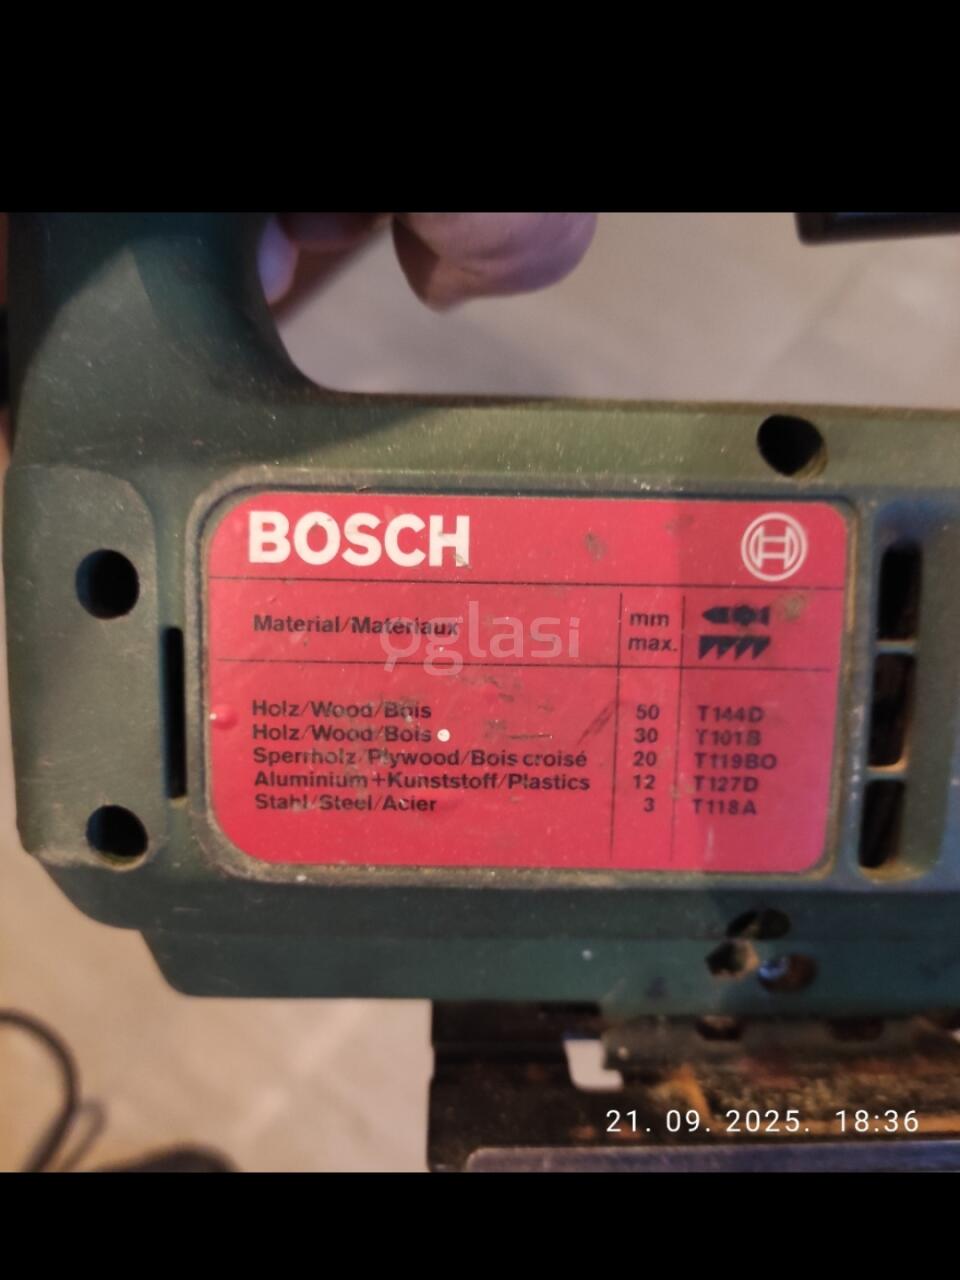 BOSCH
Material/Materiaux
mm
max.
Holz/Wood/Bois 50 T144D
Holz/Wood/Bois 30 T101B
Sperrholz/Plywood/Bois croisé 20 T119BO
Aluminium+Kunststoff/Plastics 12 T127D
Stahl/Steel/Acier 3 T118A
oglasi
21. 09. 2025. 18:36